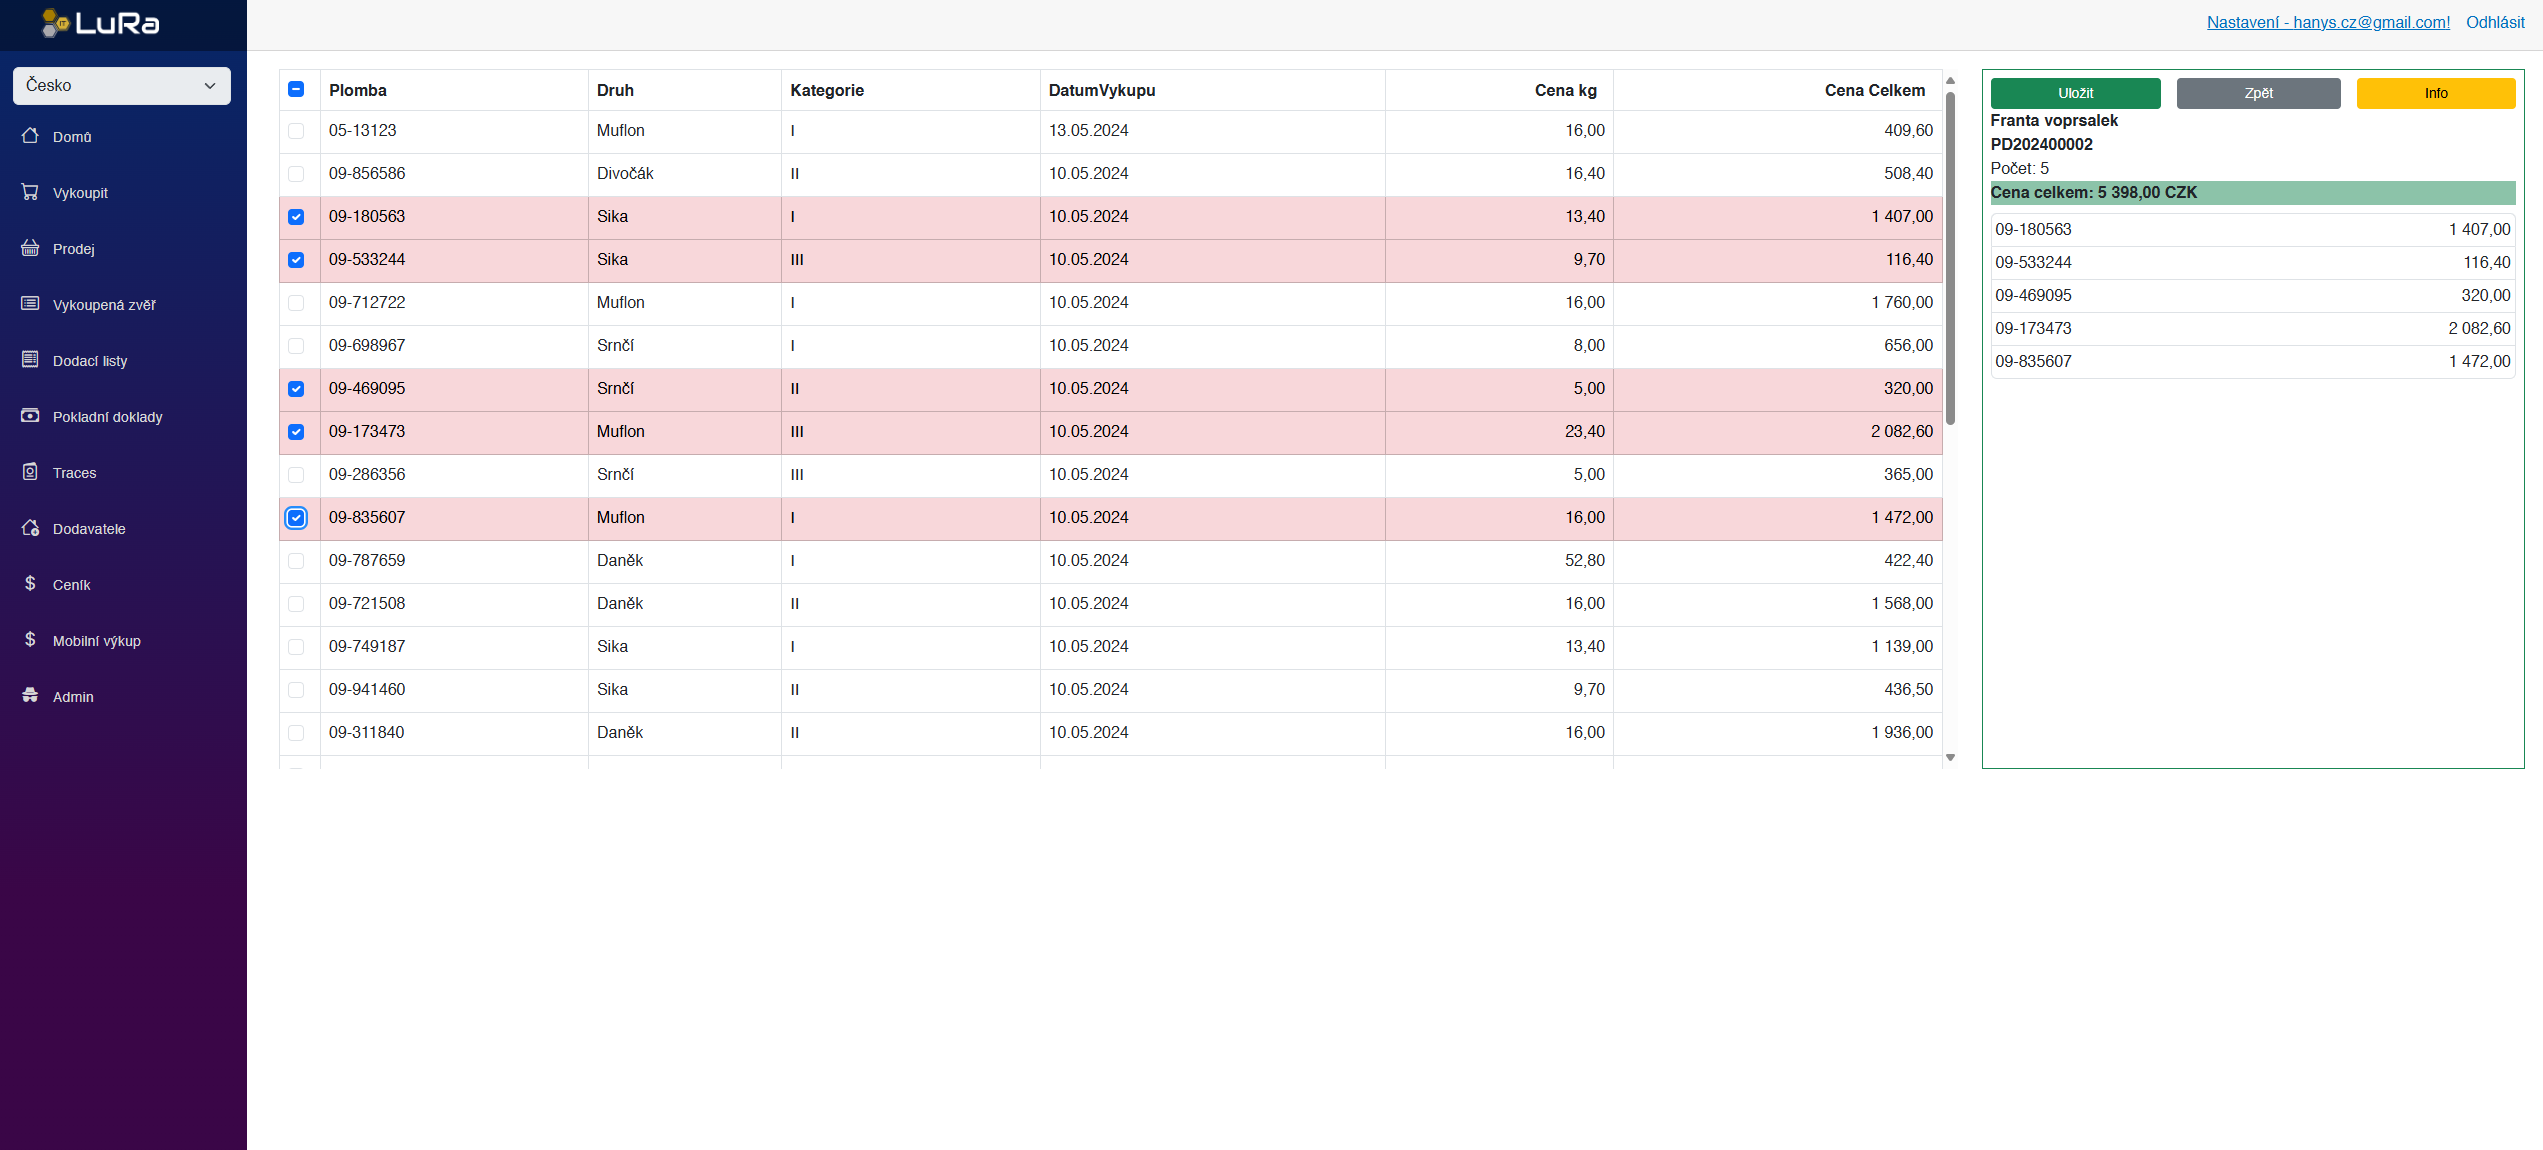 IT LuRa
Nastavení - hanys.cz@gmail.com! Odhlásit
Česko
Domů
Vykoupit
Prodej
Vykoupená zvěř
Dodací listy
Pokladní doklady
Traces
Dodavatele
Ceník
Mobilní výkup
Admin
Plomba Druh Kategorie DatumVykupu Cena kg Cena Celkem
05-13123 Muflon I 13.05.2024 16,00 409,60
09-856586 Divočák II 10.05.2024 16,40 508,40
09-180563 Sika I 10.05.2024 13,40 1 407,00
09-533244 Sika III 10.05.2024 9,70 116,40
09-712722 Muflon I 10.05.2024 16,00 1 760,00
09-698967 Srnčí I 10.05.2024 8,00 656,00
09-469095 Srnčí II 10.05.2024 5,00 320,00
09-173473 Muflon III 10.05.2024 23,40 2 082,60
09-286356 Srnčí III 10.05.2024 5,00 365,00
09-835607 Muflon I 10.05.2024 16,00 1 472,00
09-787659 Daněk I 10.05.2024 52,80 422,40
09-721508 Daněk II 10.05.2024 16,00 1 568,00
09-749187 Sika I 10.05.2024 13,40 1 139,00
09-941460 Sika II 10.05.2024 9,70 436,50
09-311840 Daněk II 10.05.2024 16,00 1 936,00
Uložit Zpět Info
Franta voprsalek
PD202400002
Počet: 5
Cena celkem: 5 398,00 CZK
09-180563 1 407,00
09-533244 116,40
09-469095 320,00
09-173473 2 082,60
09-835607 1 472,00